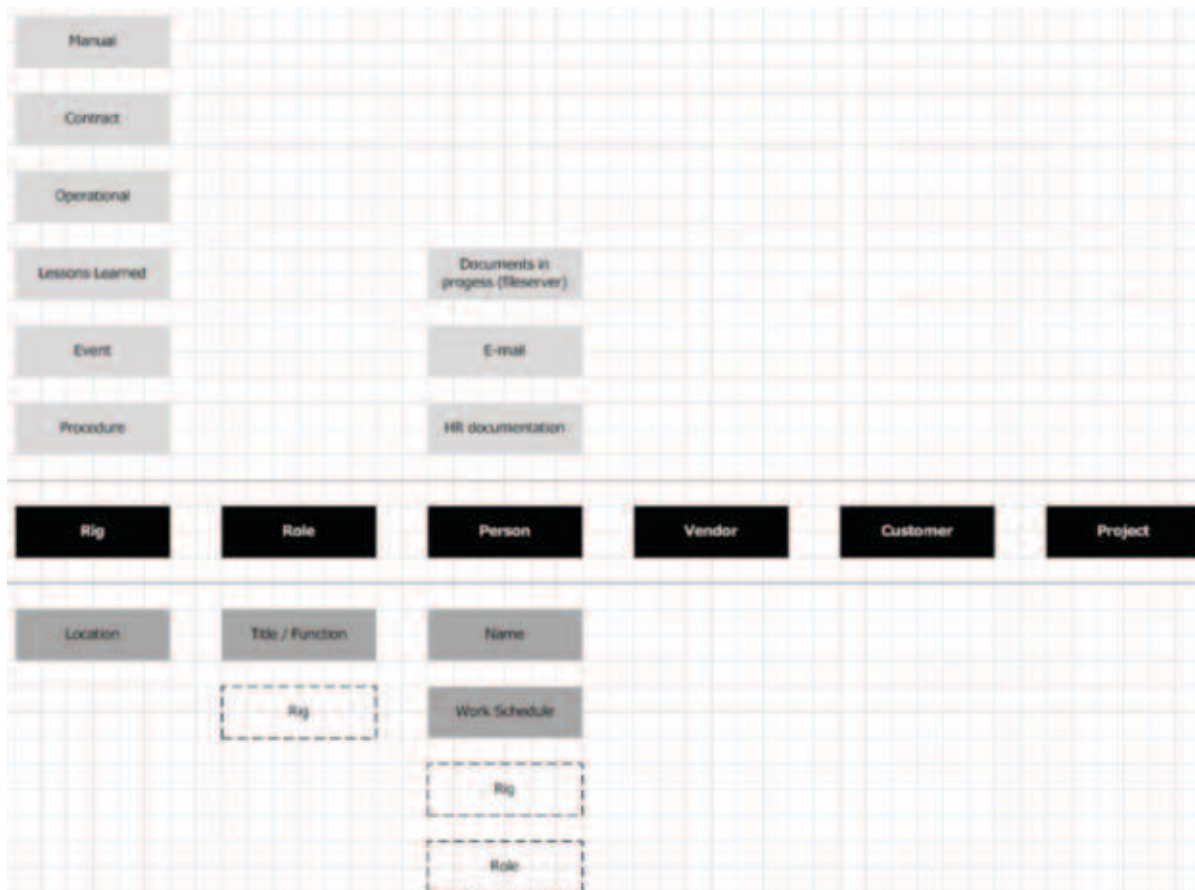 Manual
Contract
Operational
Lessons Learned
Documents in
progess (fileserver)
Event
E-mail
Procedure
HR documentation
Rig
Role
Person
Vendor
Customer
Project
Location
Title / Function
Name
Rig
Work Schedule
Rig
Role